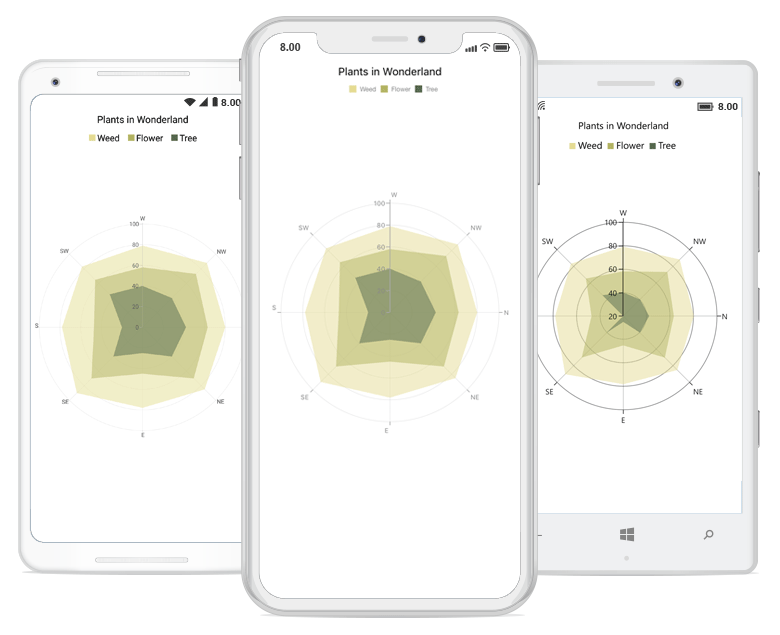 8.00
Plants in Wonderland
Weed Flower Tree
W
100
SW
NW
80
60
40
20
0
S
SE
NE
E
8.00
Plants in Wonderland
Weed Flower Tree
W
100
SW
NW
80
60
40
20
0
S
N
SE
NE
E
8.00
Plants in Wonderland
Weed Flower Tree
W
100
SW
NW
80
60
40
20
N
SE
NE
E